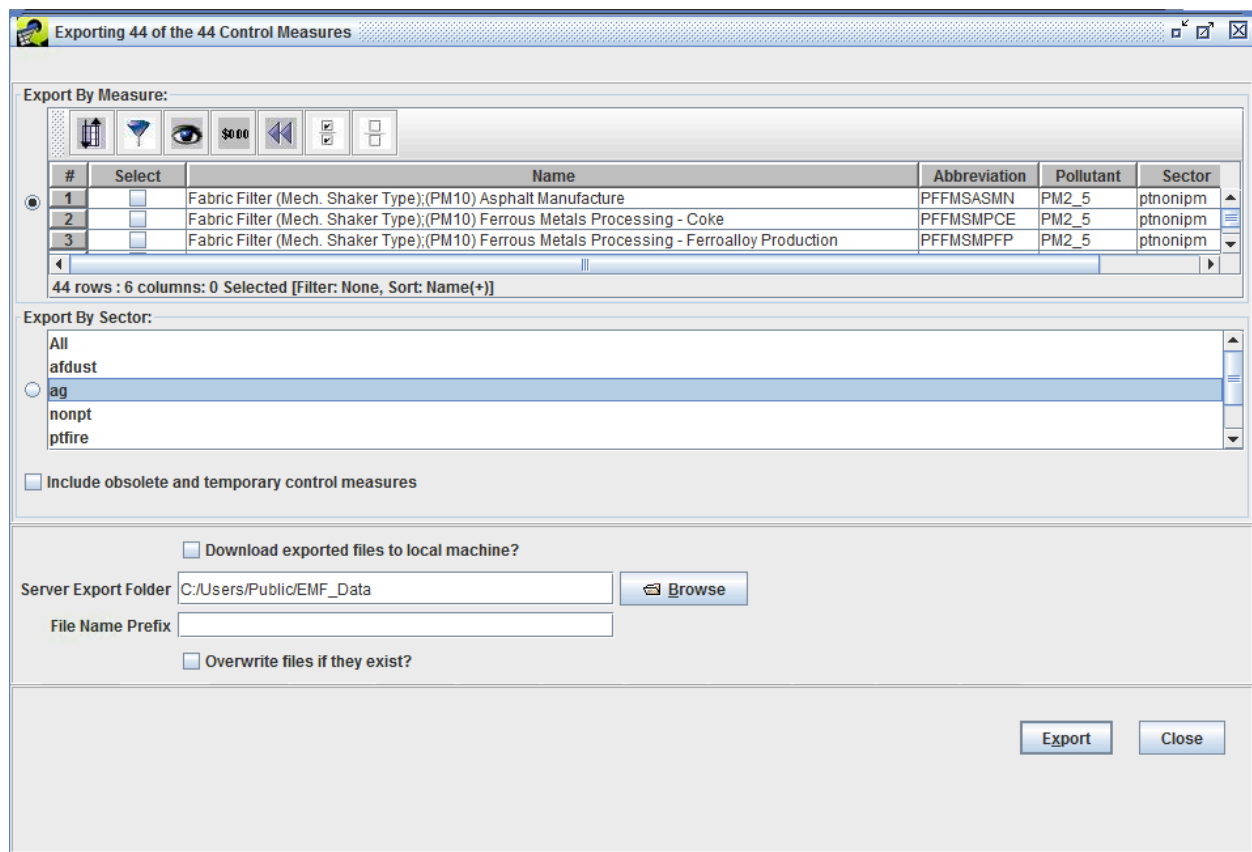 Exporting 44 of the 44 Control Measures
Export By Measure:
$0.00
# Select Name Abbreviation Pollutant Sector
1 Fabric Filter (Mech. Shaker Type);(PM10) Asphalt Manufacture PFFMSASMN PM2_5 ptnonipm
2 Fabric Filter (Mech. Shaker Type);(PM10) Ferrous Metals Processing - Coke PFFMSMPCE PM2_5 ptnonipm
3 Fabric Filter (Mech. Shaker Type);(PM10) Ferrous Metals Processing - Ferroalloy Production PFFMSMPFP PM2_5 ptnonipm
44 rows : 6 columns: 0 Selected [Filter: None, Sort: Name(+)]
Export By Sector:
All
afdust
ag
nonpt
ptfire
Include obsolete and temporary control measures
Download exported files to local machine?
Server Export Folder C:/Users/Public/EMF_Data Browse
File Name Prefix
Overwrite files if they exist?
Export Close